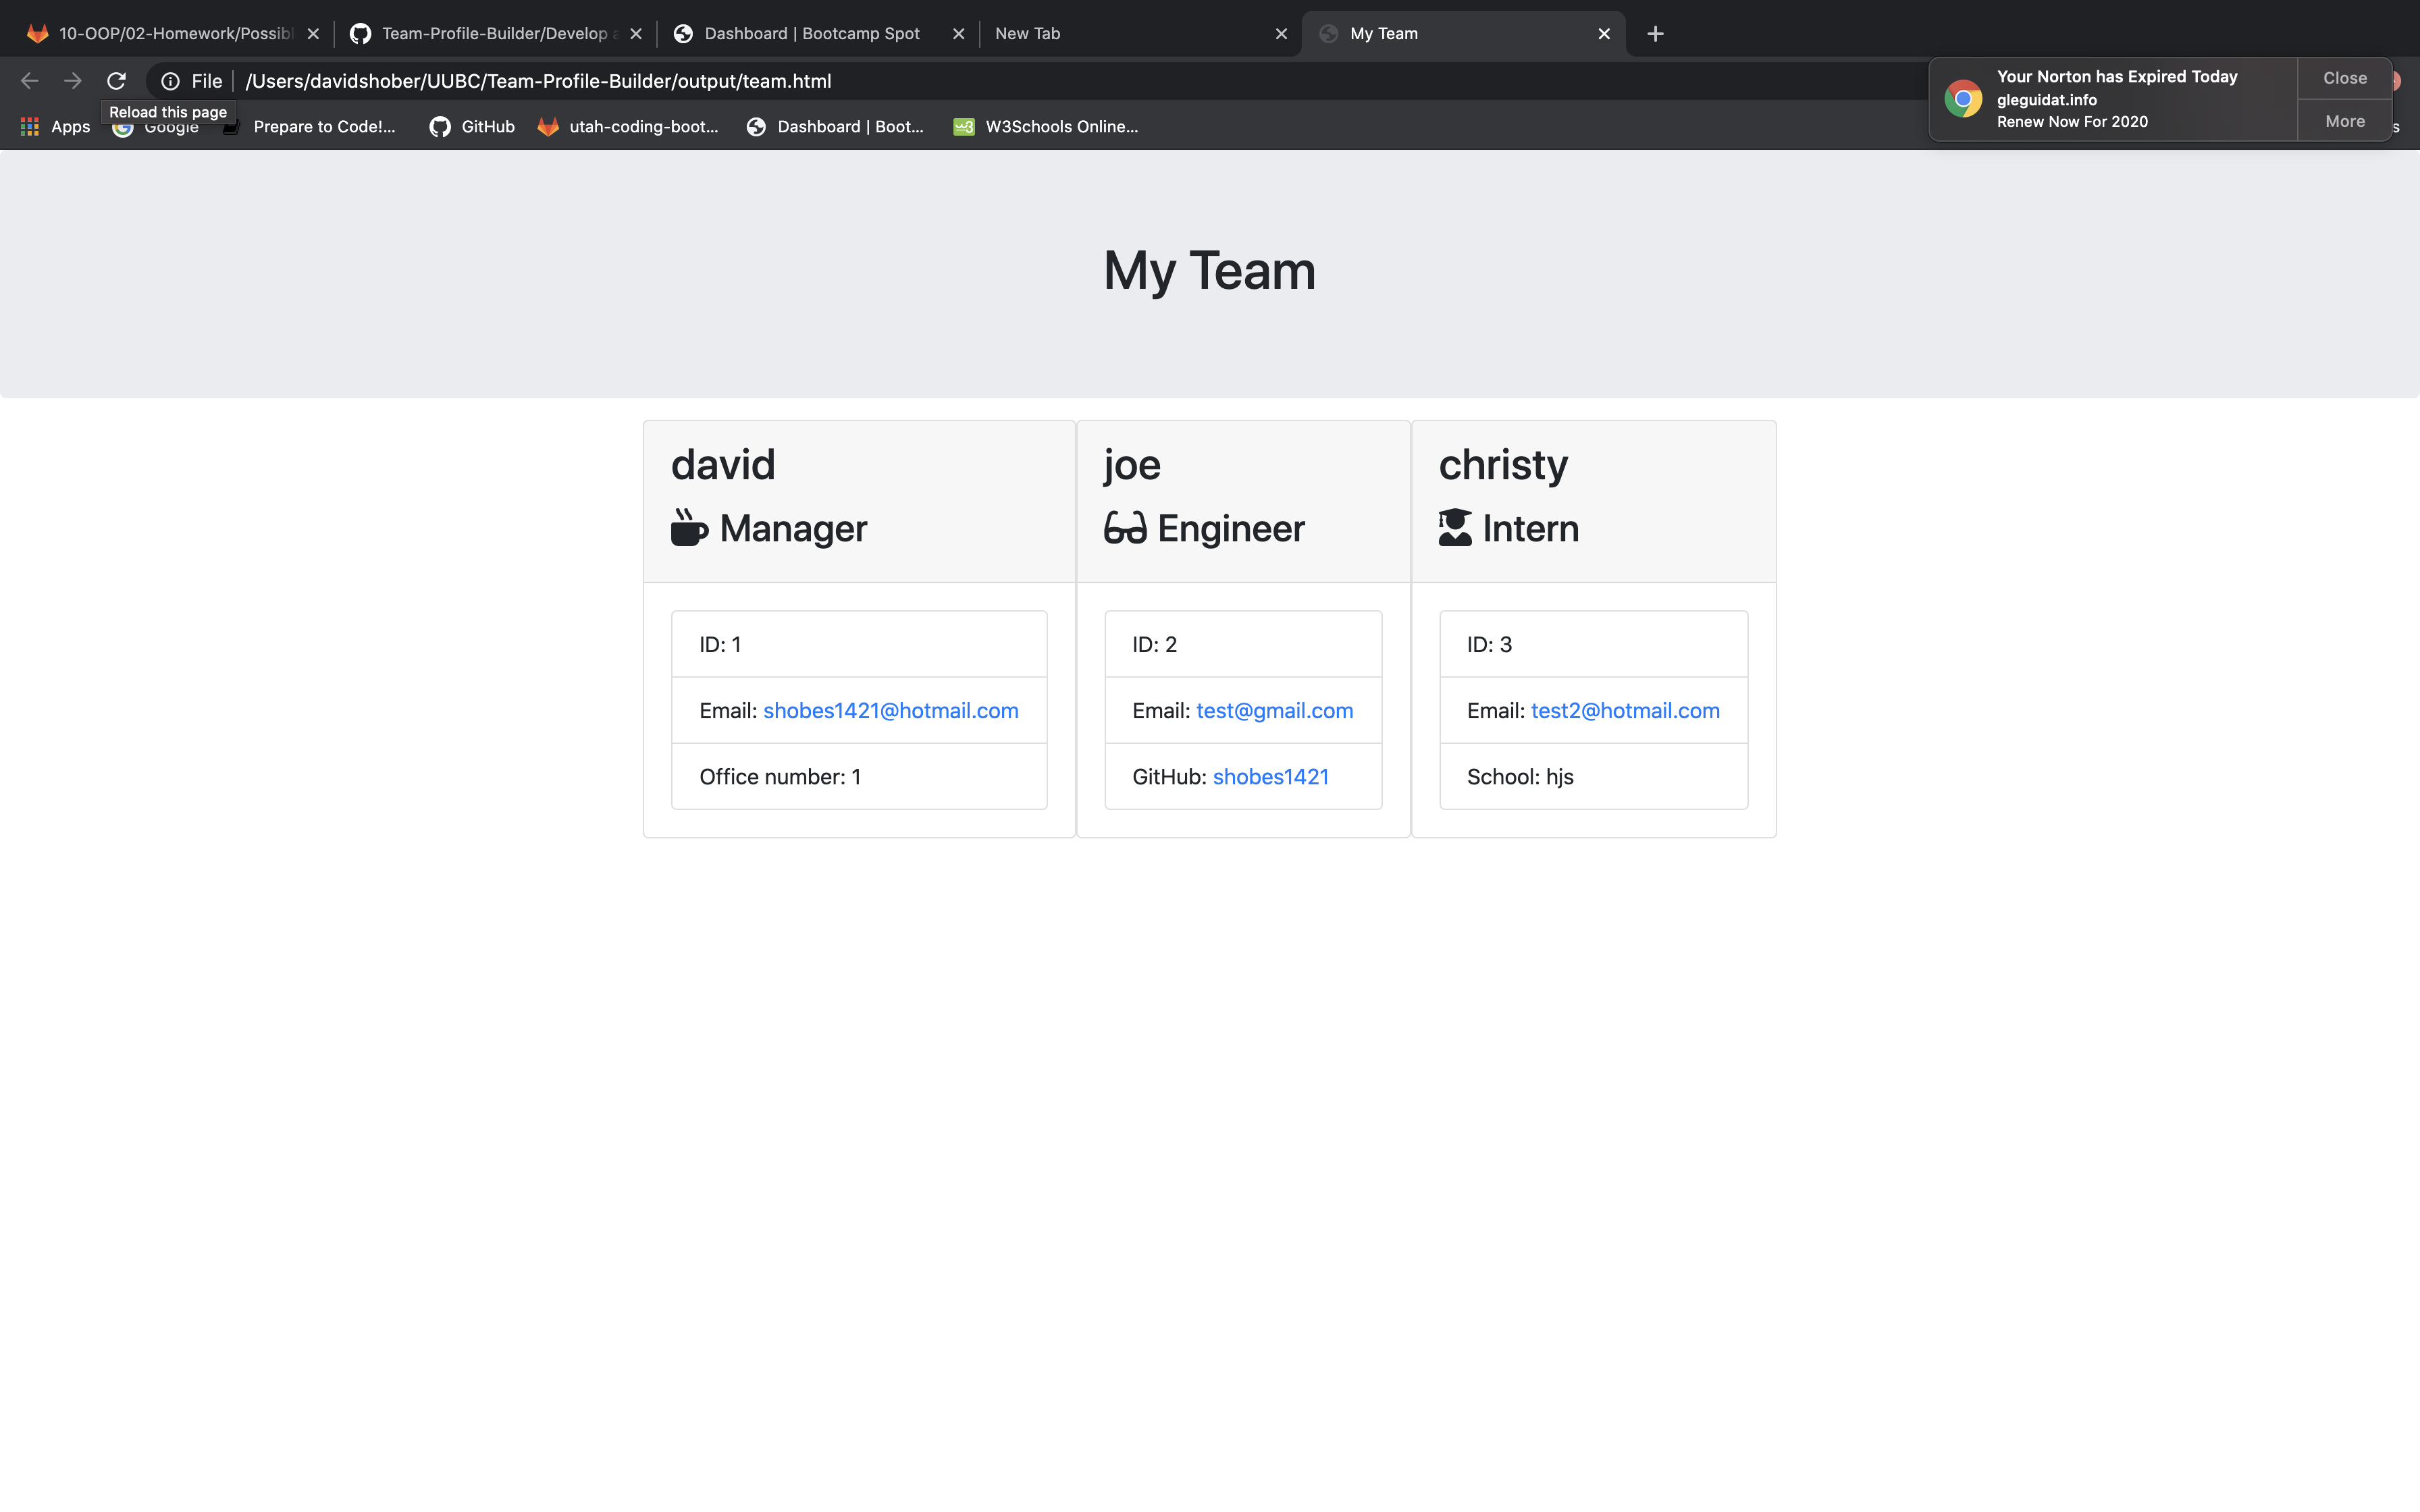 10-OOP/02-Homework/Possibl
Team-Profile-Builder/Develop a
Dashboard | Bootcamp Spot
New Tab
My Team
File
/Users/davidshober/UUBC/Team-Profile-Builder/output/team.html
Your Norton has Expired Today
gleguidat.info
Renew Now For 2020
Close
More
Reload this page
Apps
Google
Prepare to Code!...
GitHub
utah-coding-boot...
Dashboard | Boot...
W3Schools Online...
s
My Team
david
Manager
ID: 1
Email: shobes1421@hotmail.com
Office number: 1
joe
Engineer
ID: 2
Email: test@gmail.com
GitHub: shobes1421
christy
Intern
ID: 3
Email: test2@hotmail.com
School: hjs